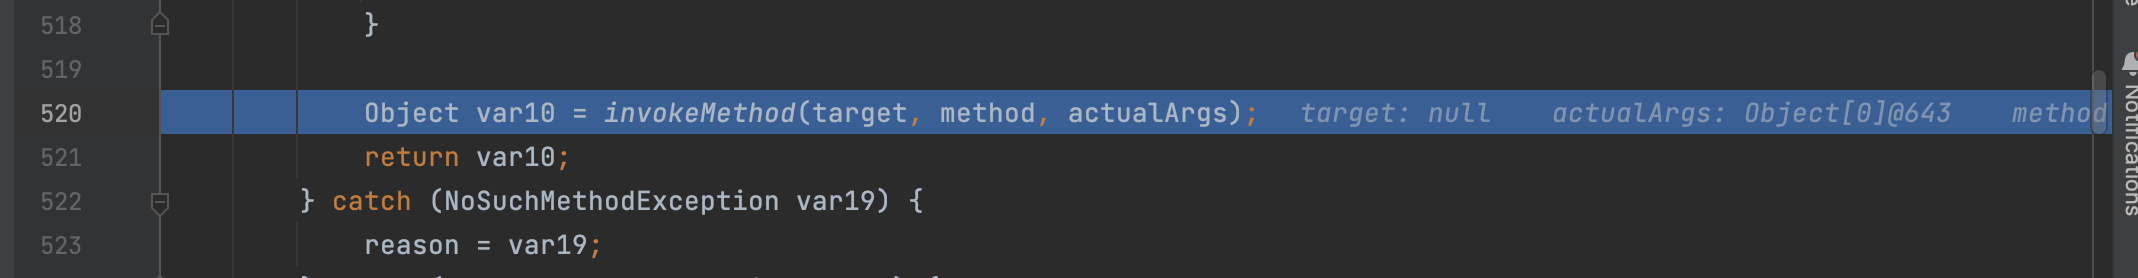 518 }
519
520 Object var10 = invokeMethod(target, method, actualArgs); target: null actualArgs: Object[0]@643 method
521 return var10;
522 } catch (NoSuchMethodException var19) {
523 reason = var19;
Notifications